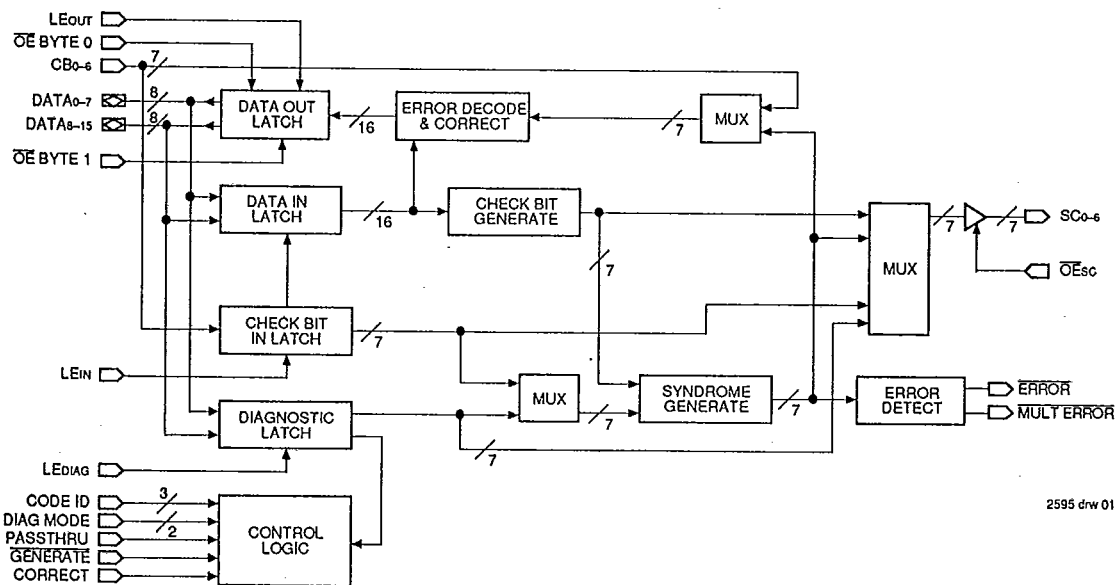 LEOUT
OE BYTE 0
CB0–6
7
DATA0–7
8
DATA8–15
8
OE BYTE 1
DATA OUT
LATCH
16
ERROR DECODE
& CORRECT
7
MUX
DATA IN
LATCH
16
CHECK BIT
GENERATE
7
MUX
7
7
SC0–6
OESC
CHECK BIT
IN LATCH
7
LEIN
MUX
7
SYNDROME
GENERATE
7
ERROR
DETECT
ERROR
MULT ERROR
DIAGNOSTIC
LATCH
7
LEDIAG
CODE ID
3
DIAG MODE
2
PASSTHRU
GENERATE
CORRECT
CONTROL
LOGIC
2595 drw 01